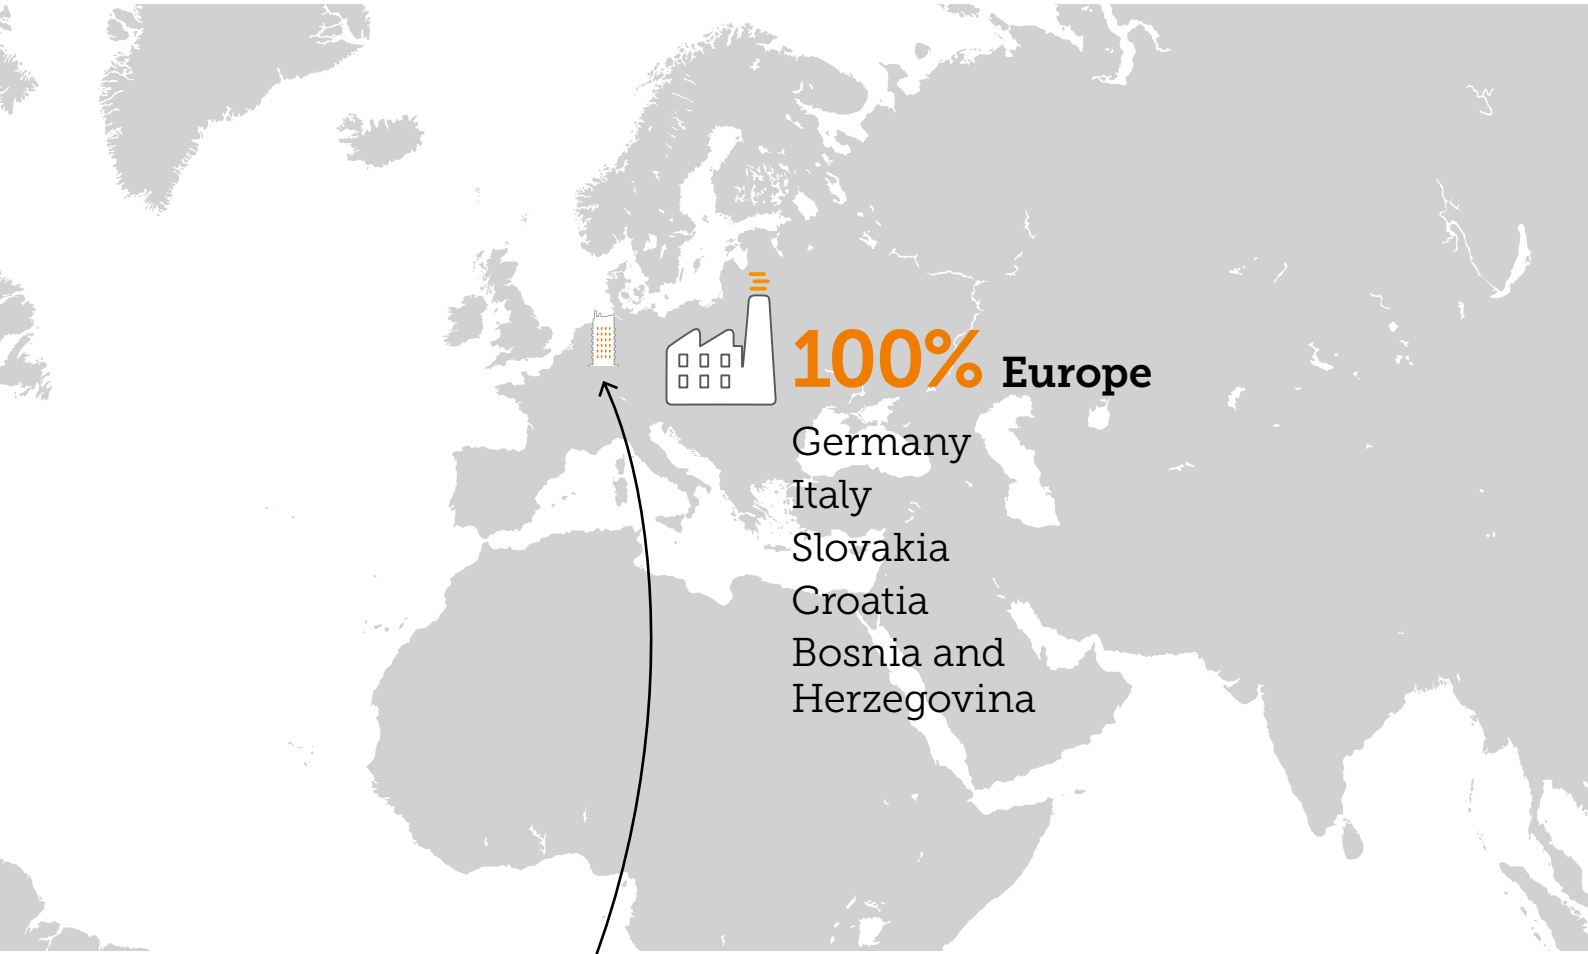 100% Europe
Germany
Italy
Slovakia
Croatia
Bosnia and
Herzegovina